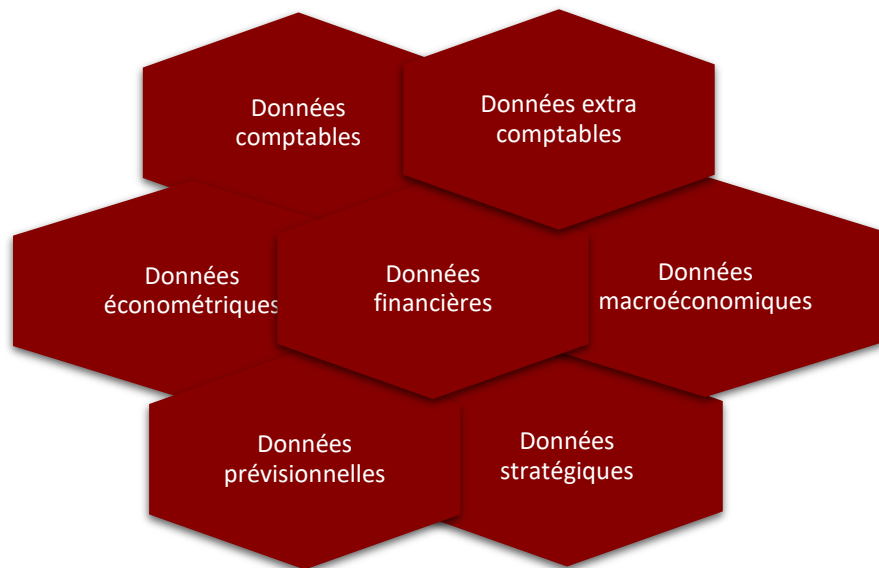 Données
comptables
Données extra
comptables
Données
économétriques
Données
financières
Données
macroéconomiques
Données
prévisionnelles
Données
stratégiques